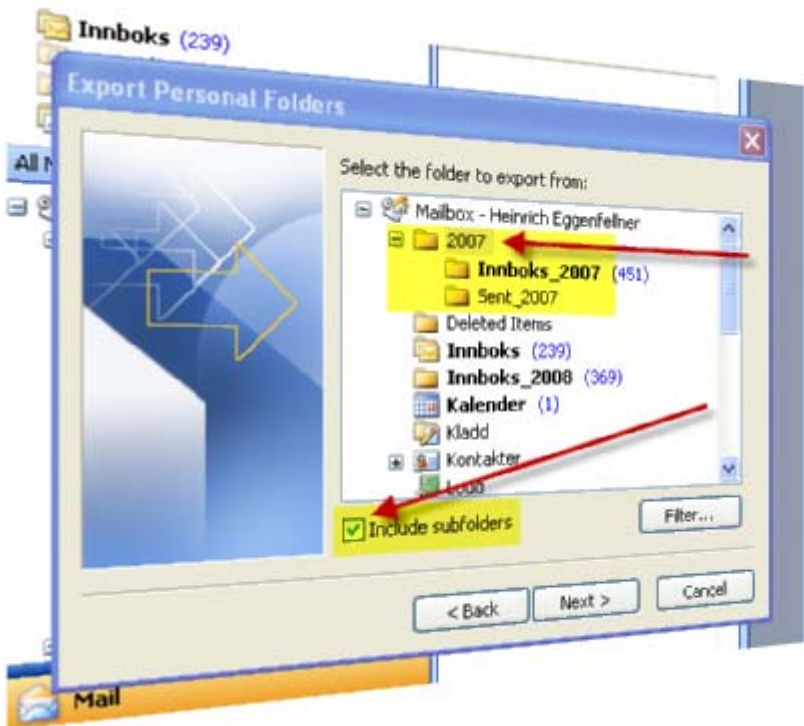 Innboks (239)
Export Personal Folders
All
Select the folder to export from:
Mailbox - Heinrich Eggenfellner
2007
Innboks_2007 (451)
Sent_2007
Deleted Items
Innboks (239)
Innboks_2008 (369)
Kalender (1)
Kladd
Kontakter
Include subfolders
Filter...
< Back
Next >
Cancel
Mail